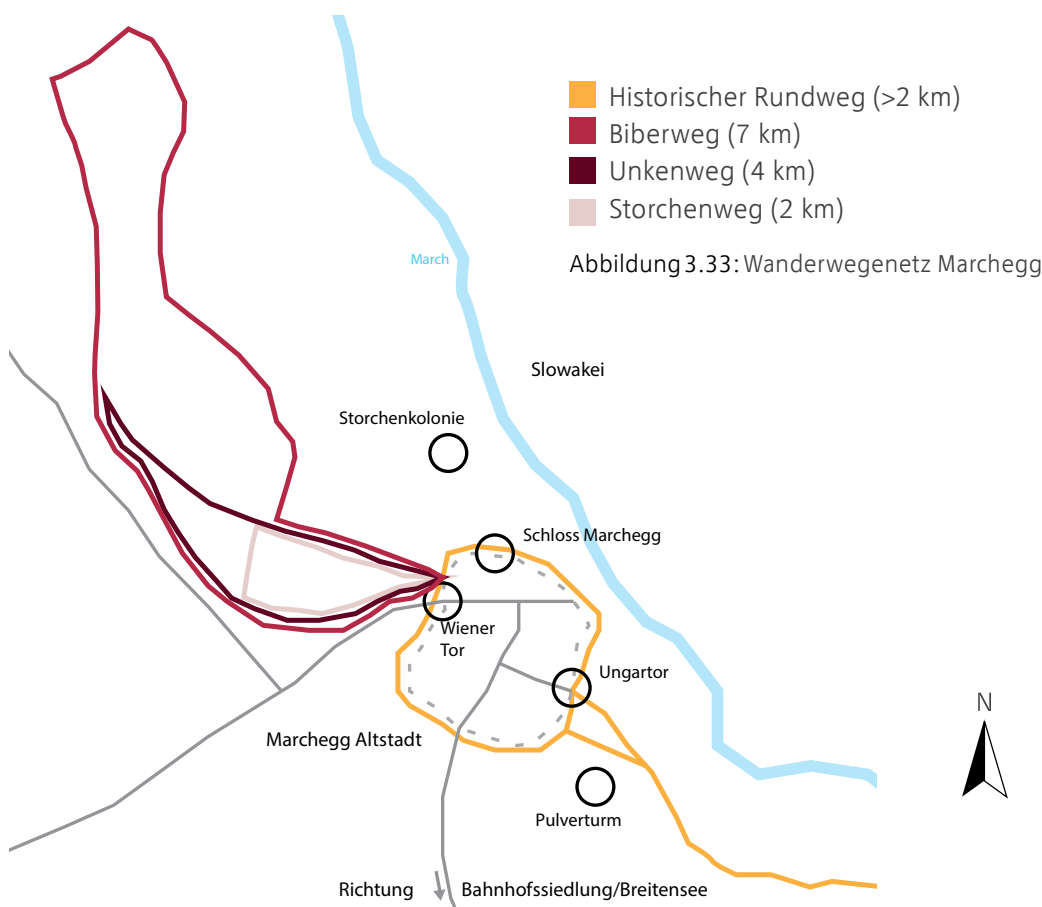 Historischer Rundweg (>2 km)
Biberweg (7 km)
Unkenweg (4 km)
Storchenweg (2 km)
Abbildung 3.33: Wanderwegenetz Marchegg
March
Slowakei
Storchenkolonie
Schloss Marchegg
Wiener
Tor
Ungartor
N
Marchegg Altstadt
Pulverturm
Richtung Bahnhofssiedlung/Breitensee